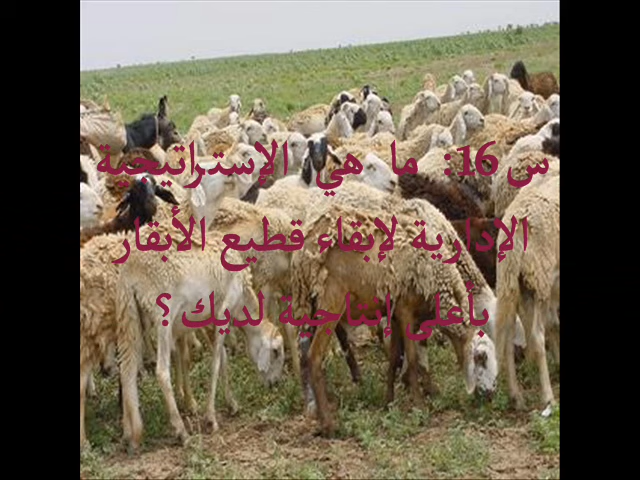 س 16: ما هي الإستراتيجية
الإدارية لإبقاء قطيع الأبقار
بأعلى إنتاجية لديك ؟